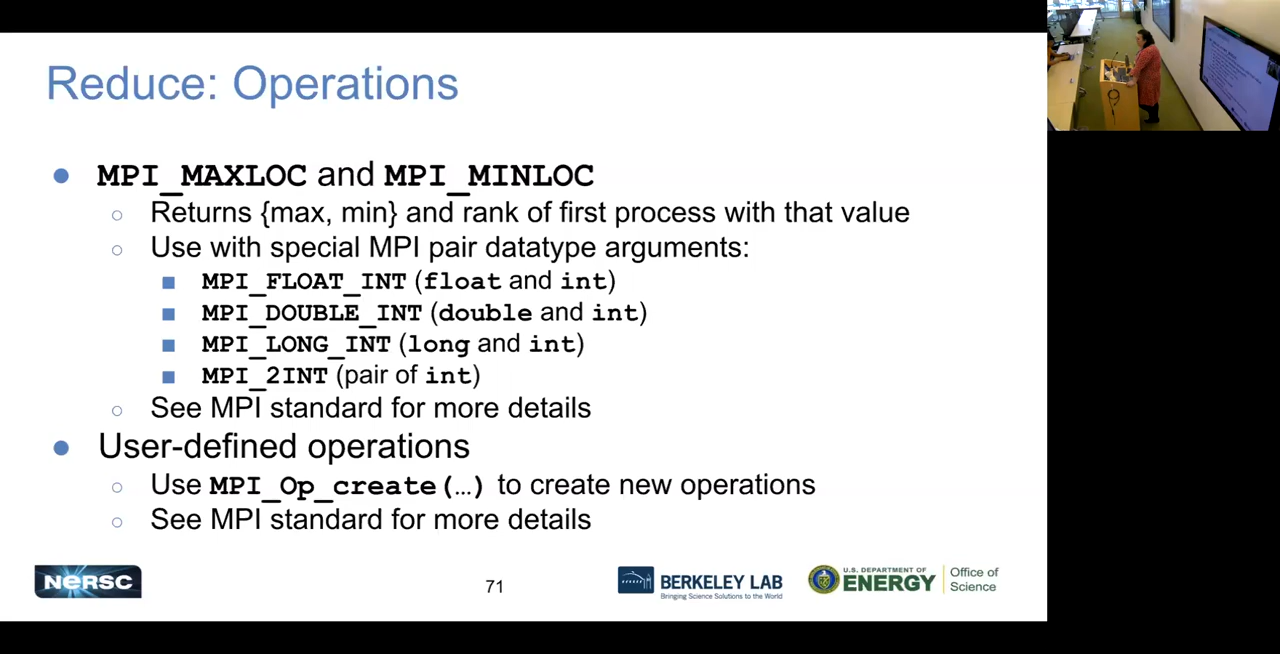 Reduce: Operations
● MPI_MAXLOC and MPI_MINLOC
○ Returns {max, min} and rank of first process with that value
○ Use with special MPI pair datatype arguments:
■ MPI_FLOAT_INT (float and int)
■ MPI_DOUBLE_INT (double and int)
■ MPI_LONG_INT (long and int)
■ MPI_2INT (pair of int)
○ See MPI standard for more details
● User-defined operations
○ Use MPI_Op_create(…) to create new operations
○ See MPI standard for more details
NERSC
71
BERKELEY LAB
Bringing Science Solutions to the World
U.S. DEPARTMENT OF
ENERGY
Office of
Science